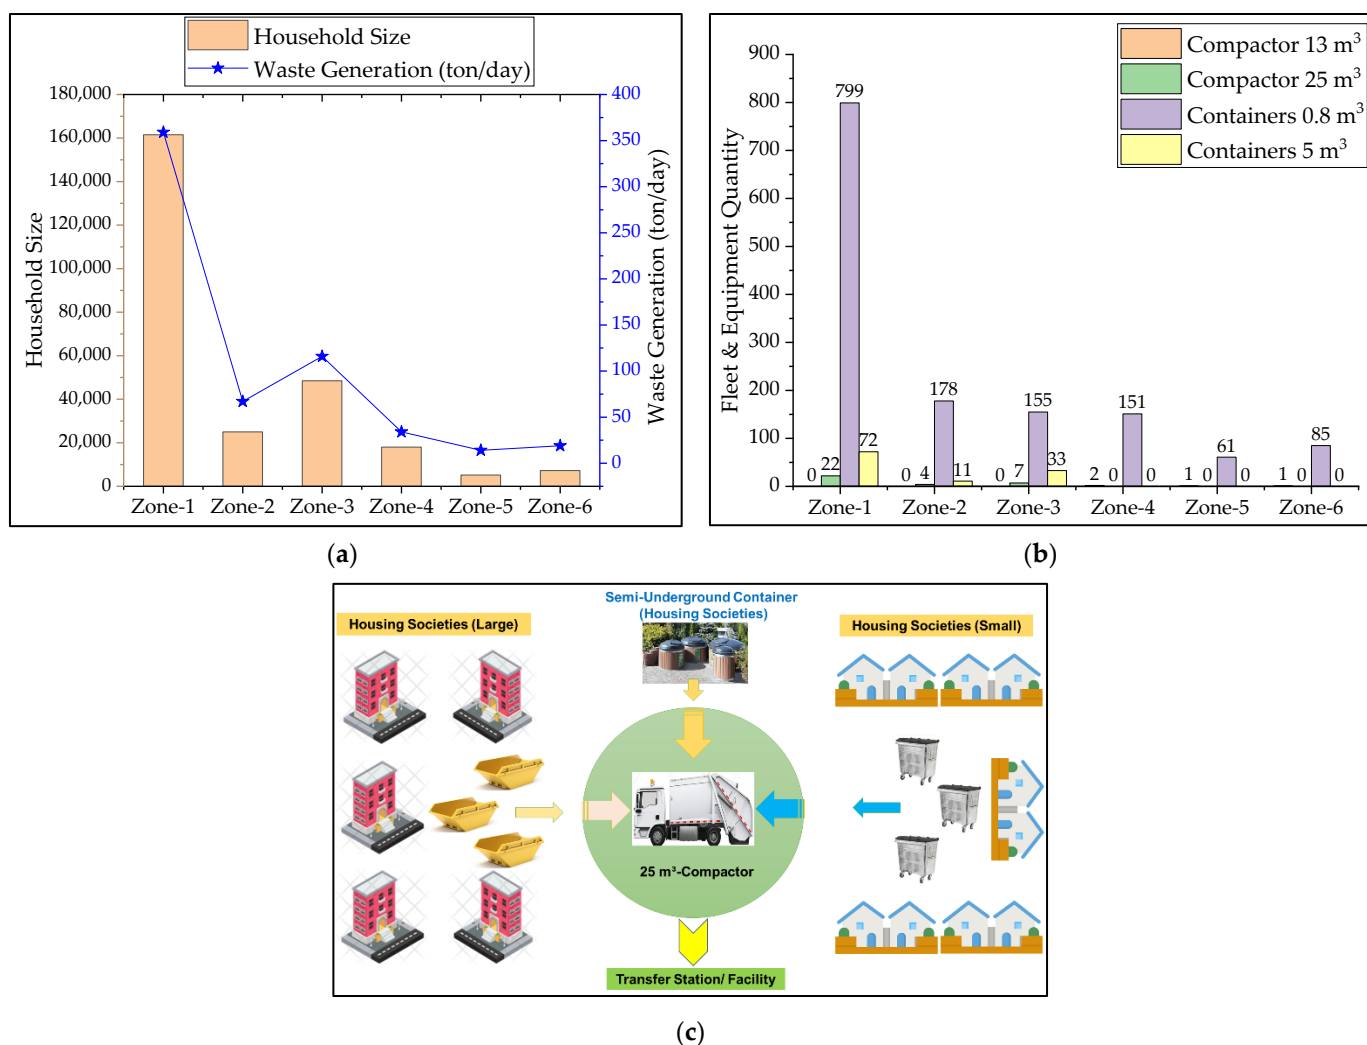 Household Size
Waste Generation (ton/day)
180,000
160,000
140,000
120,000
100,000
80,000
60,000
40,000
20,000
0
Household Size
400
350
300
250
200
150
100
50
0
Waste Generation (ton/day)
Zone-1 Zone-2 Zone-3 Zone-4 Zone-5 Zone-6
(a)
Compactor 13 m³
Compactor 25 m³
Containers 0.8 m³
Containers 5 m³
900
800
700
600
500
400
300
200
100
0
Fleet & Equipment Quantity
0 22 799 72
0 4 178 11
0 7 155 33
2 0 151 0
1 0 61 0
1 0 85 0
Zone-1 Zone-2 Zone-3 Zone-4 Zone-5 Zone-6
(b)
Semi-Underground Container
(Housing Societies)
Housing Societies (Large)
Housing Societies (Small)
25 m³-Compactor
Transfer Station/ Facility
(c)